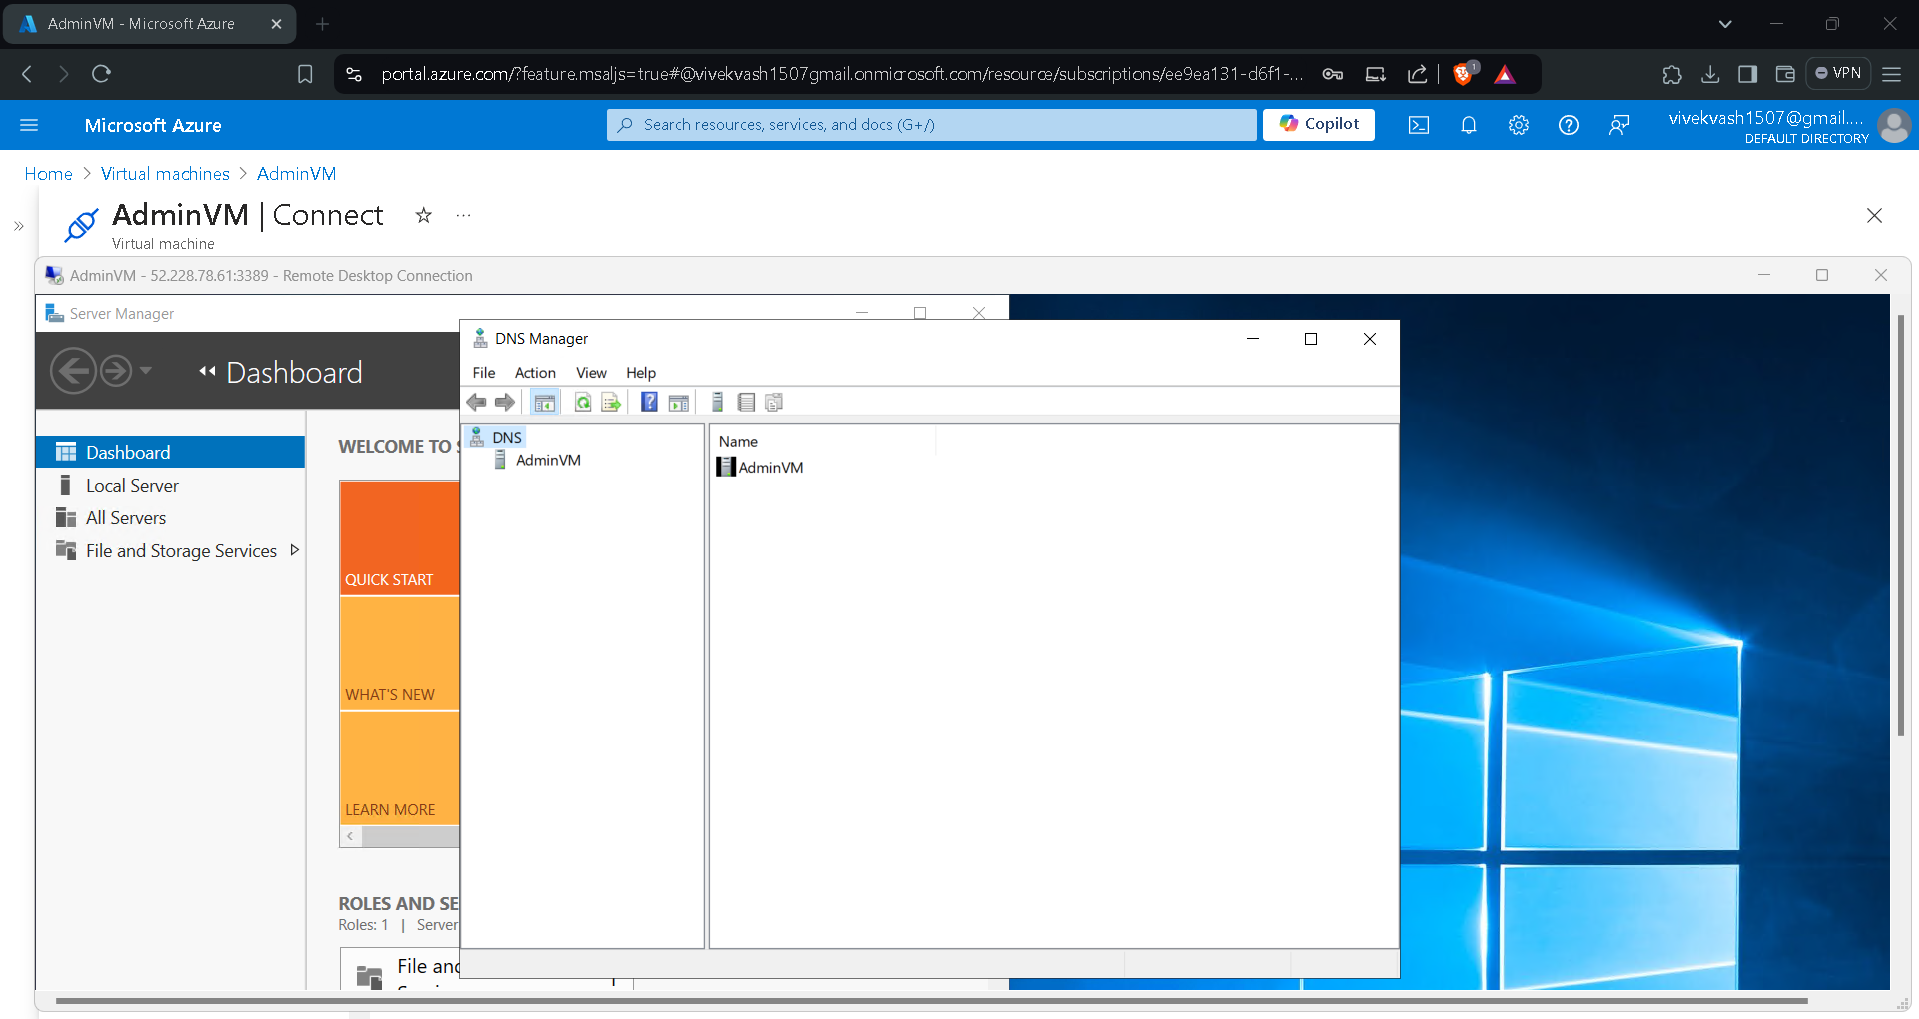 AdminVM - Microsoft Azure
portal.azure.com/?feature.msaljs=true#@vivekvash1507gmail.onmicrosoft.com/resource/subscriptions/ee9ea131-d6f1-...
1
VPN
Microsoft Azure
Search resources, services, and docs (G+/)
Copilot
vivekvash1507@gmail....
DEFAULT DIRECTORY
Home > Virtual machines > AdminVM
AdminVM | Connect
Virtual machine
AdminVM - 52.228.78.61:3389 - Remote Desktop Connection
Server Manager
Dashboard
Dashboard
Local Server
All Servers
File and Storage Services
WELCOME TO
QUICK START
WHAT'S NEW
LEARN MORE
ROLES AND SE
Roles: 1 | Server
File and
DNS Manager
File Action View Help
DNS
AdminVM
Name
AdminVM